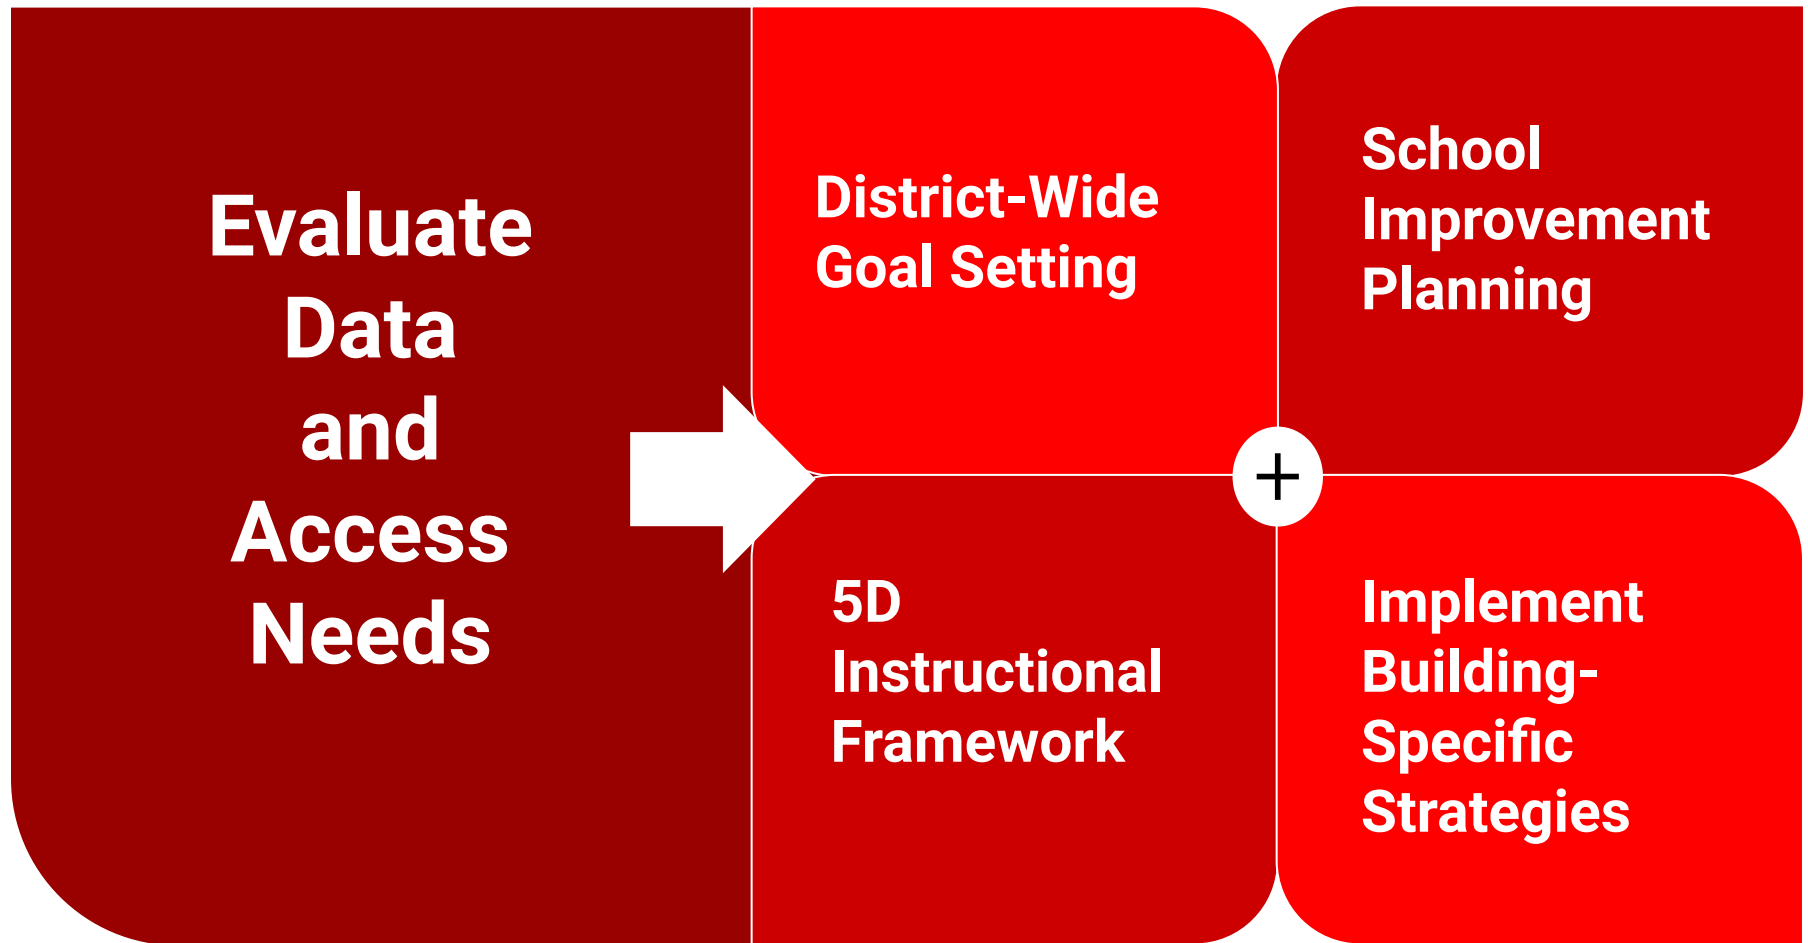 Evaluate
Data
and
Access
Needs
District-Wide
Goal Setting
School
Improvement
Planning
+
5D
Instructional
Framework
Implement
Building-
Specific
Strategies